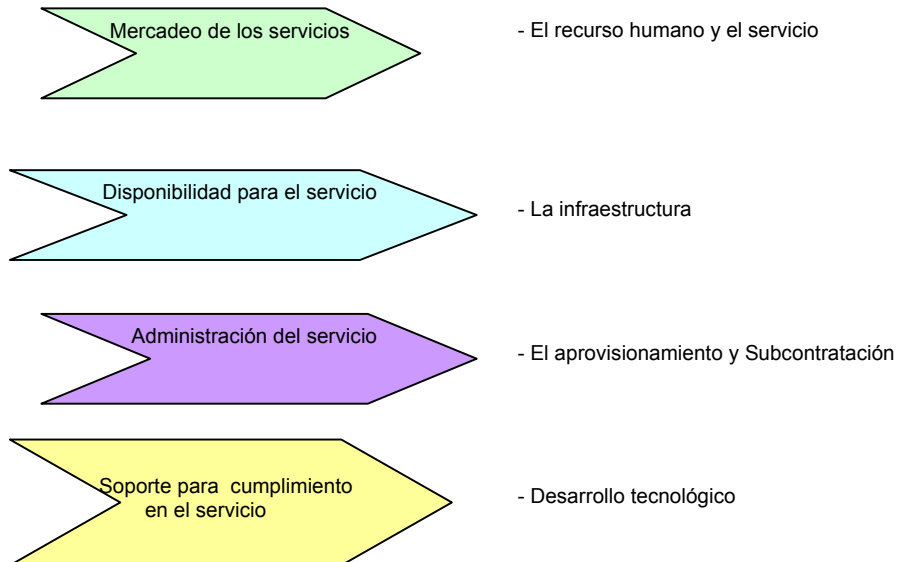 Mercadeo de los servicios
- El recurso humano y el servicio
Disponibilidad para el servicio
- La infraestructura
Administración del servicio
- El aprovisionamiento y Subcontratación
Soporte para cumplimiento
en el servicio
- Desarrollo tecnológico